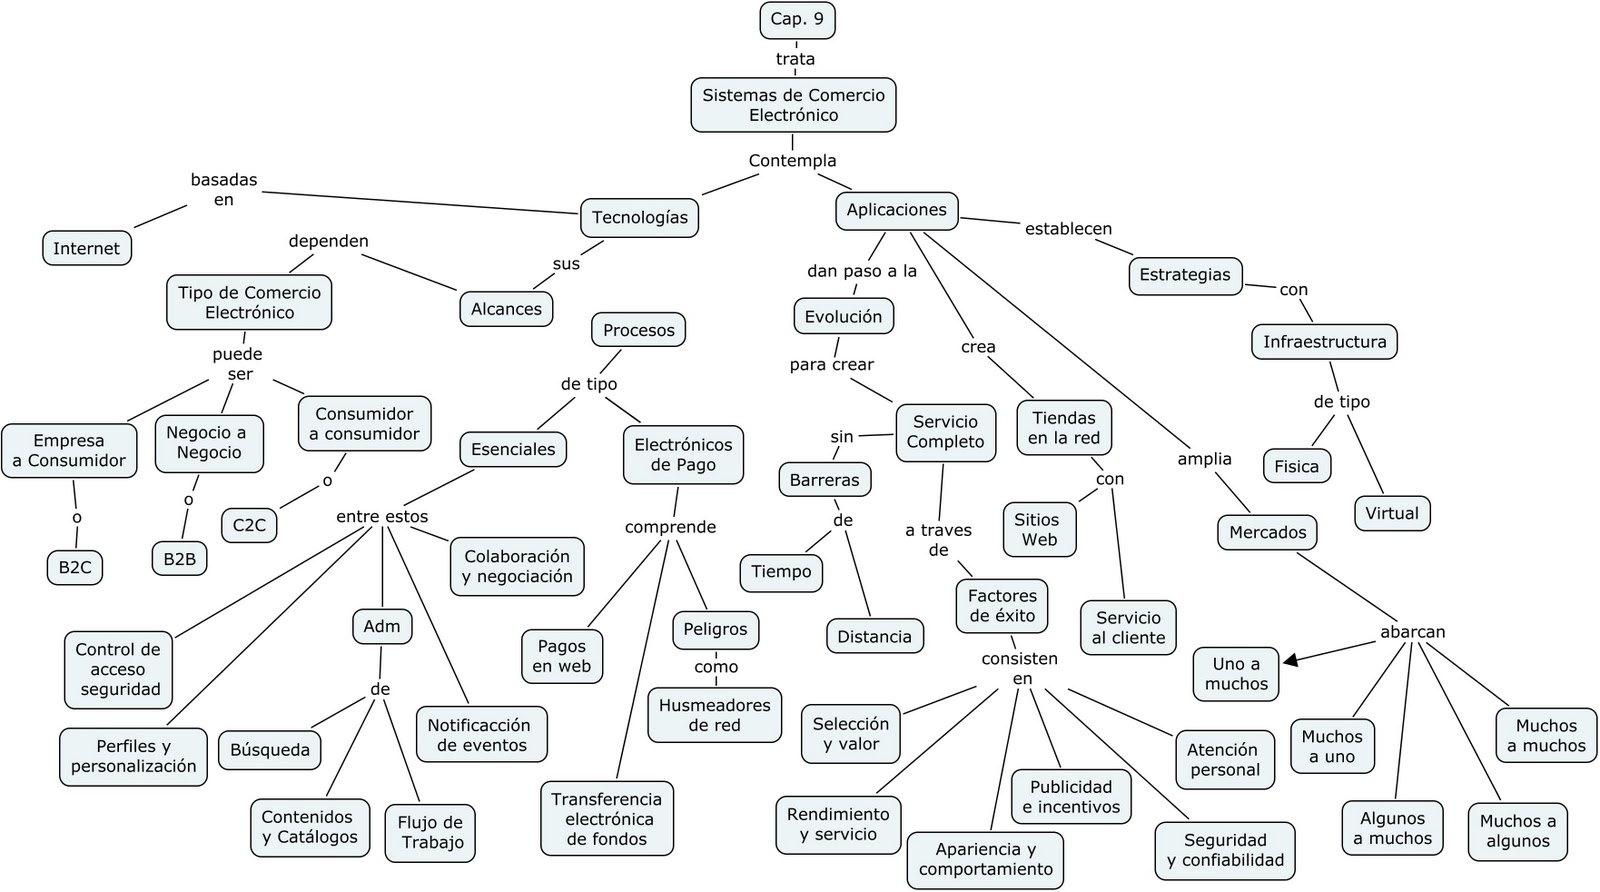 Cap. 9
trata
Sistemas de Comercio
Electrónico
Contempla
basadas
en
Tecnologías
Aplicaciones
Internet
dependen
sus
establecen
Tipo de Comercio
Electrónico
Alcances
dan paso a la
Estrategias
con
Evolución
Procesos
crea
Infraestructura
puede
ser
para crear
de tipo
de tipo
Empresa
a Consumidor
Negocio a
Negocio
Consumidor
a consumidor
Esenciales
Electrónicos
de Pago
sin
Servicio
Completo
Tiendas
en la red
amplia
Fisica
Virtual
Barreras
con
o
o
o
B2C
B2B
C2C
entre estos
comprende
de
a traves
de
Sitios
Web
Mercados
Colaboración
y negociación
Tiempo
Distancia
Factores
de éxito
Servicio
al cliente
Control de
acceso
seguridad
Adm
Pagos
en web
Peligros
como
Husmeadores
de red
consisten
en
abarcan
Uno a
muchos
de
Perfiles y
personalización
Búsqueda
Notificacción
de eventos
Selección
y valor
Atención
personal
Muchos
a uno
Muchos
a muchos
Contenidos
y Catálogos
Flujo de
Trabajo
Transferencia
electrónica
de fondos
Rendimiento
y servicio
Publicidad
e incentivos
Apariencia y
comportamiento
Seguridad
y confiabilidad
Algunos
a muchos
Muchos a
algunos